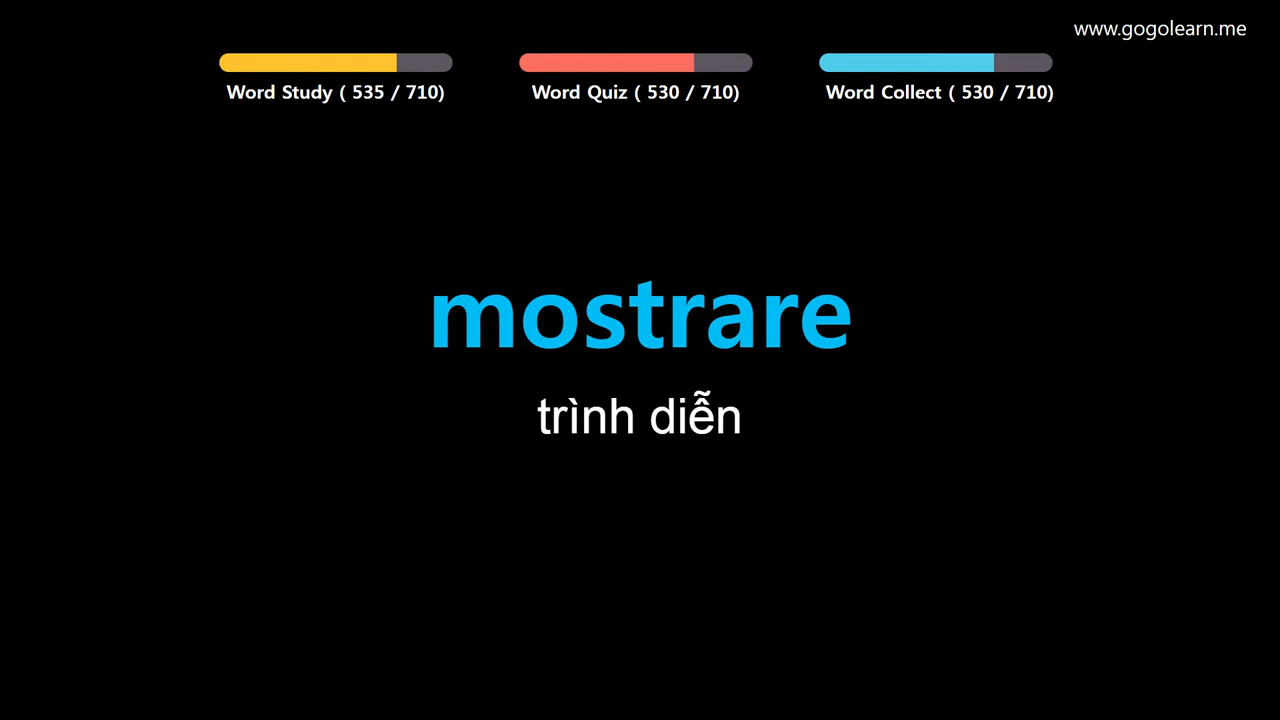 www.gogolearn.me
Word Study ( 535 / 710)
Word Quiz ( 530 / 710)
Word Collect ( 530 / 710)
mostrare
trình diễn